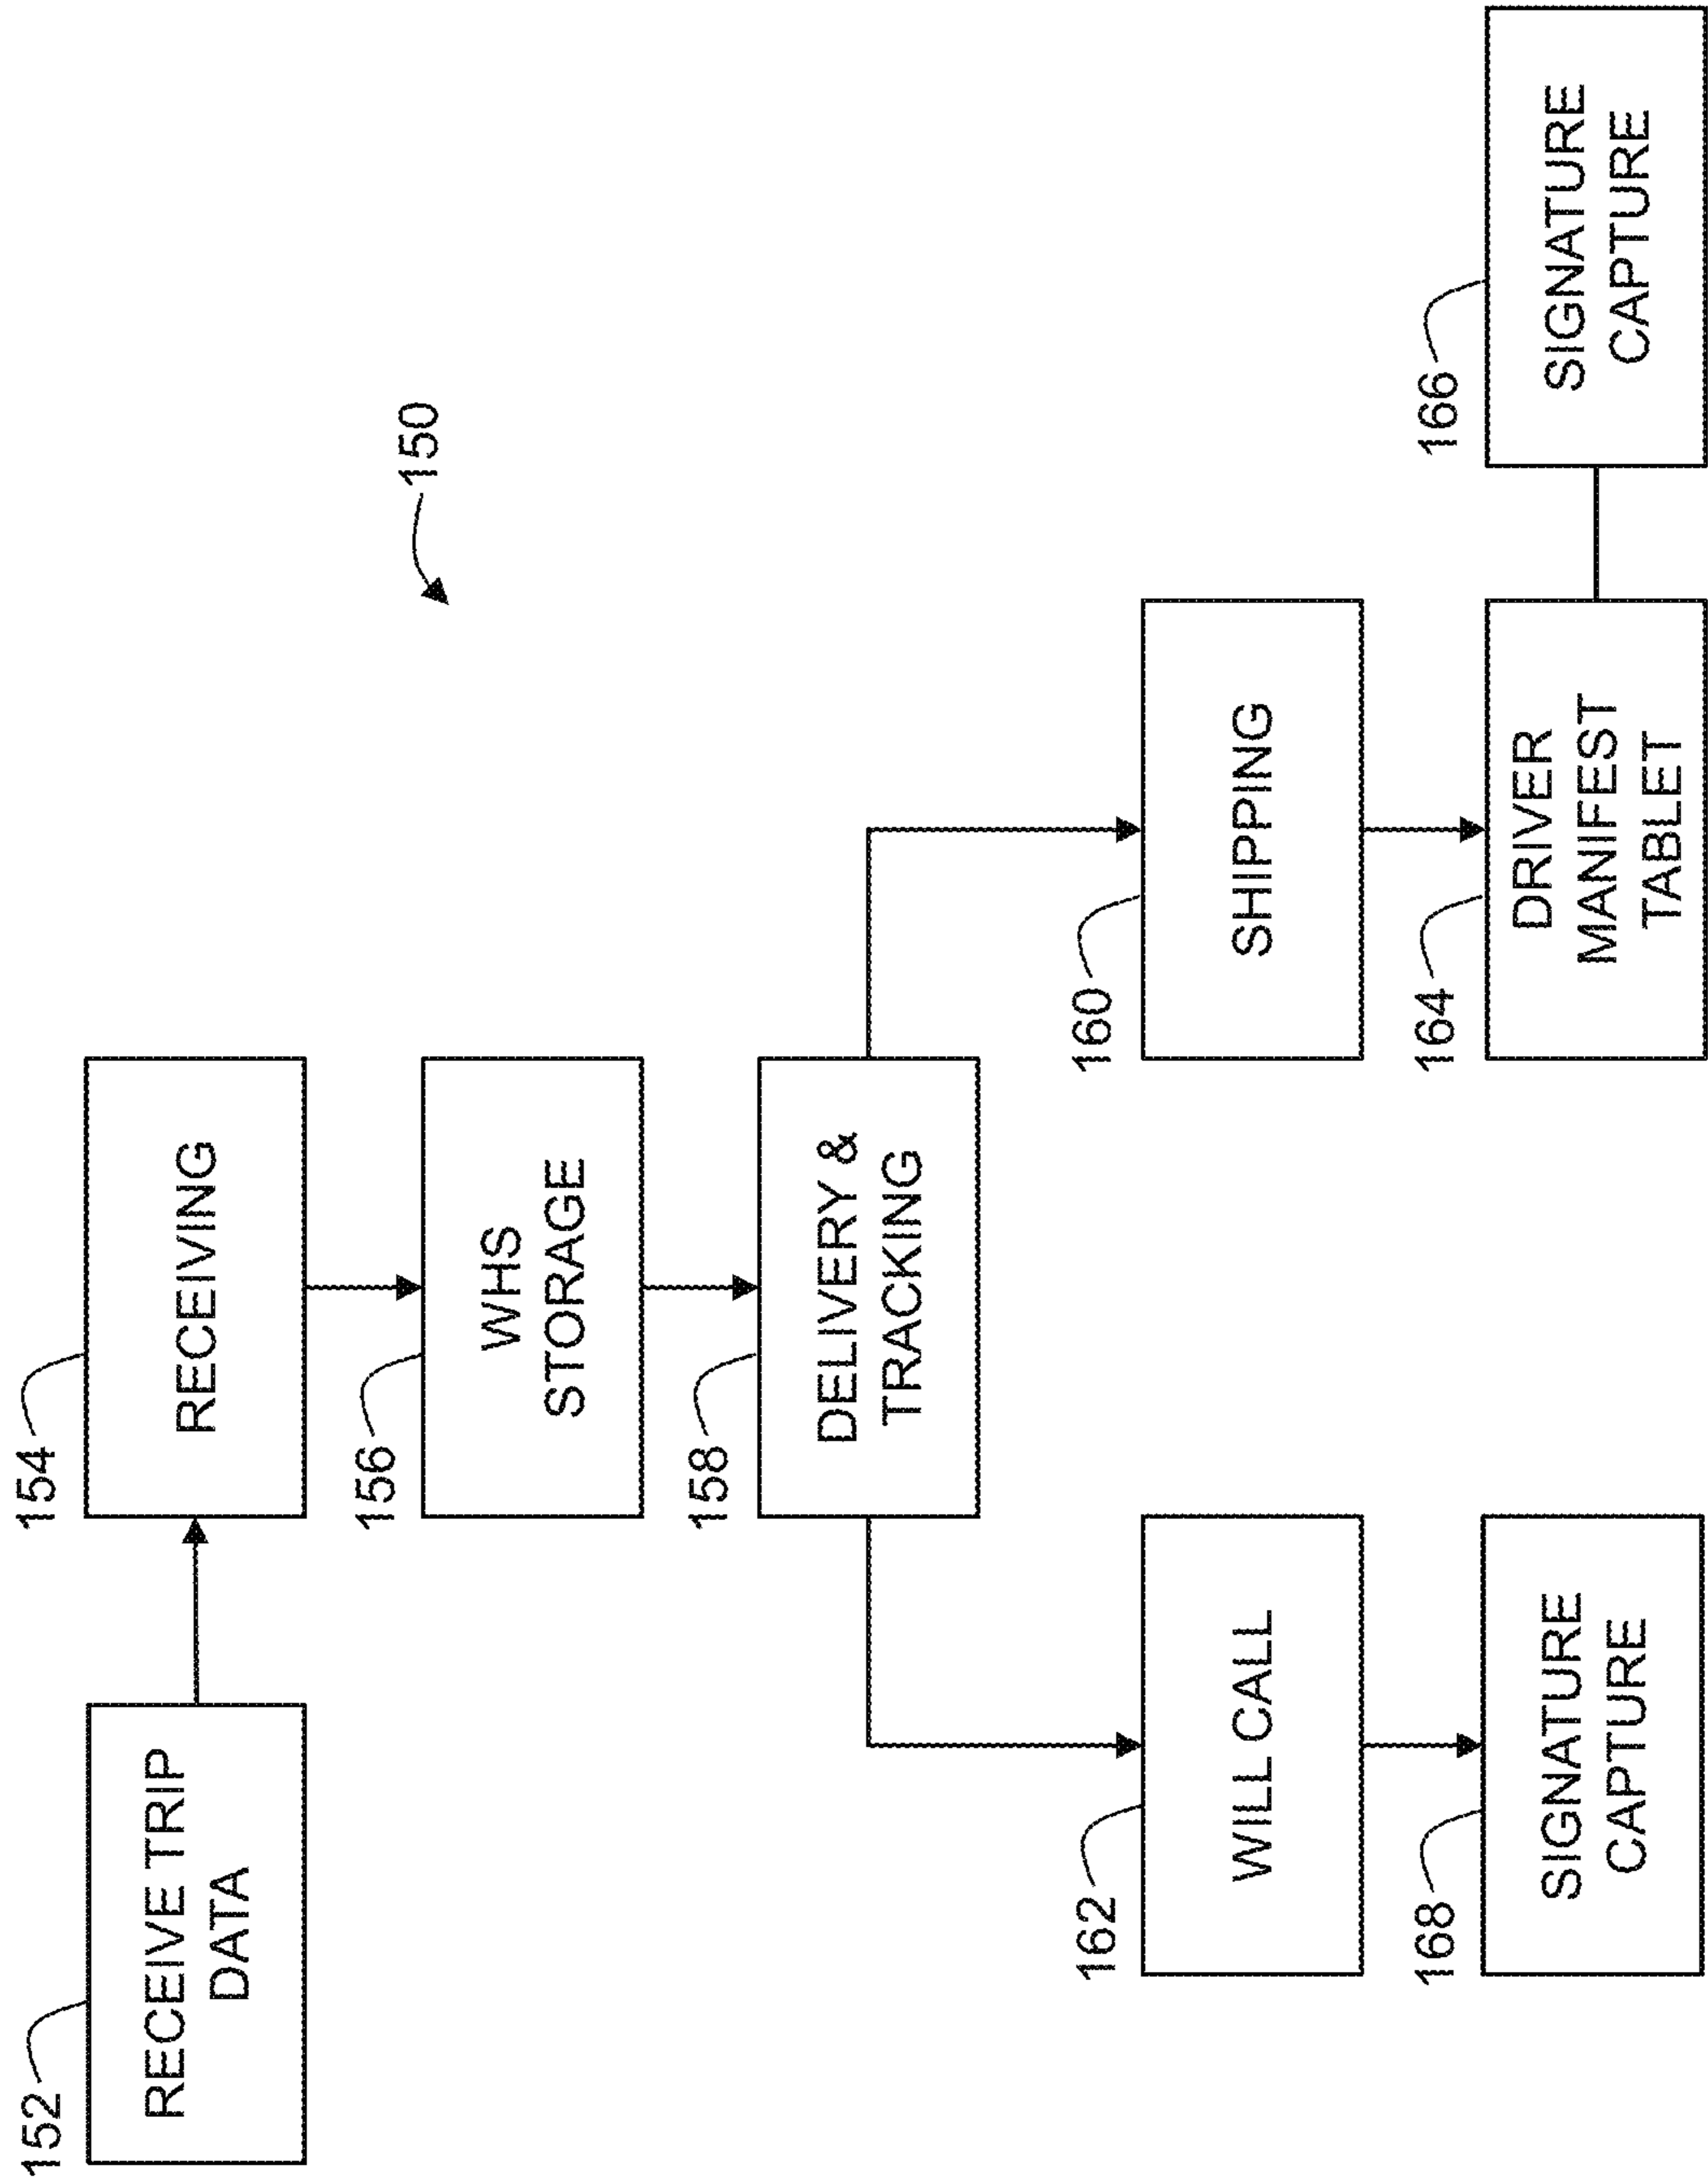 152
RECEIVE TRIP
DATA
154
RECEIVING
150
156
WHS
STORAGE
158
DELIVERY &
TRACKING
162
WILL CALL
160
SHIPPING
168
SIGNATURE
CAPTURE
164
DRIVER
MANIFEST
TABLET
166
SIGNATURE
CAPTURE